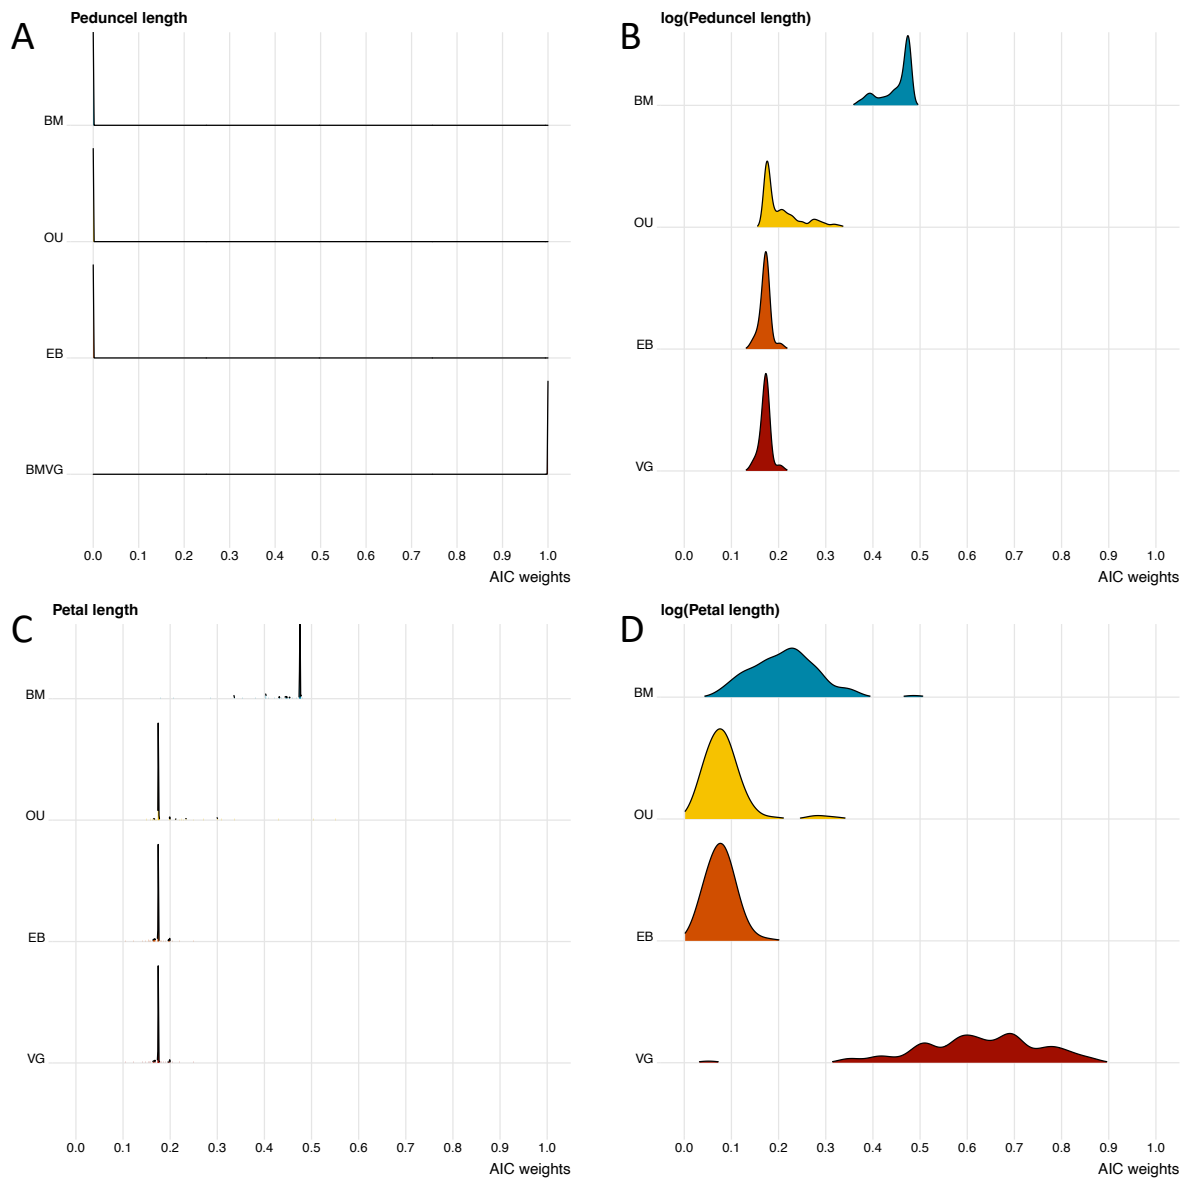 A
Peduncel length
BM
OU
EB
BMVG
0.0 0.1 0.2 0.3 0.4 0.5 0.6 0.7 0.8 0.9 1.0
AIC weights
B
log(Peduncel length)
BM
OU
EB
VG
0.0 0.1 0.2 0.3 0.4 0.5 0.6 0.7 0.8 0.9 1.0
AIC weights
C
Petal length
BM
OU
EB
VG
0.0 0.1 0.2 0.3 0.4 0.5 0.6 0.7 0.8 0.9 1.0
AIC weights
D
log(Petal length)
BM
OU
EB
VG
0.0 0.1 0.2 0.3 0.4 0.5 0.6 0.7 0.8 0.9 1.0
AIC weights